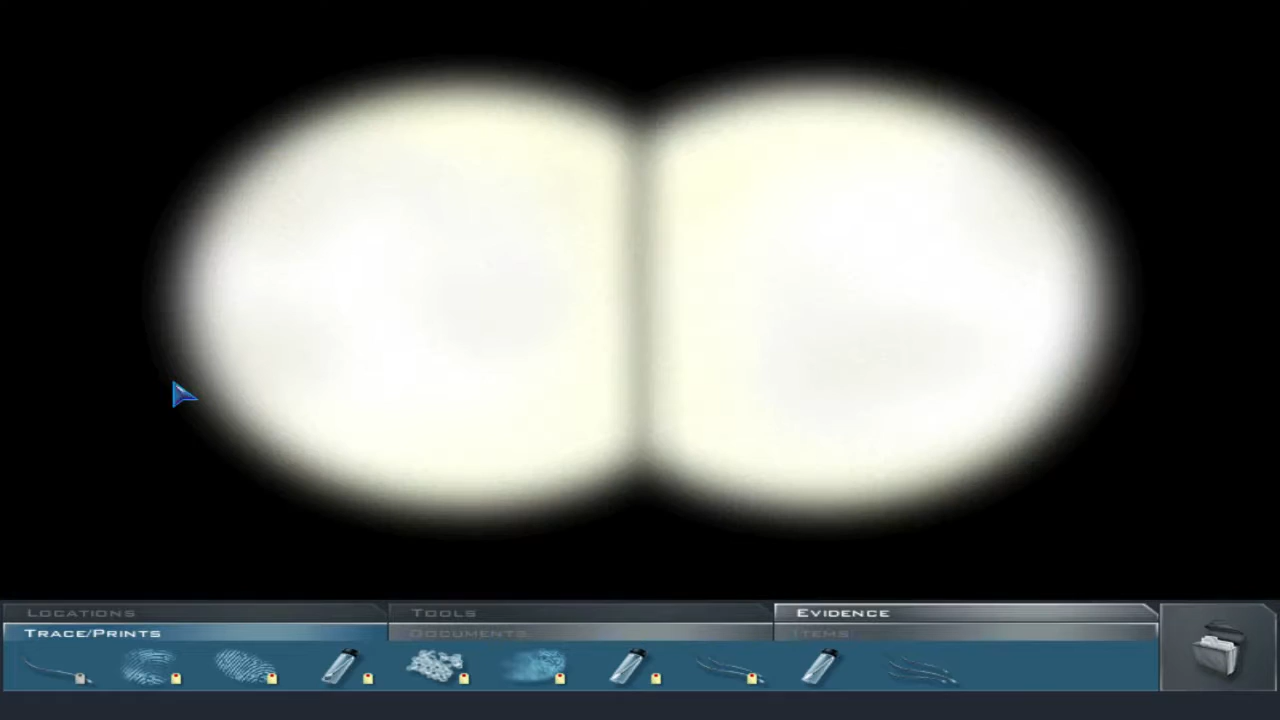 LOCATIONS
TOOLS
EVIDENCE
TRACE/PRINTS
DOCUMENTS
ITEMS